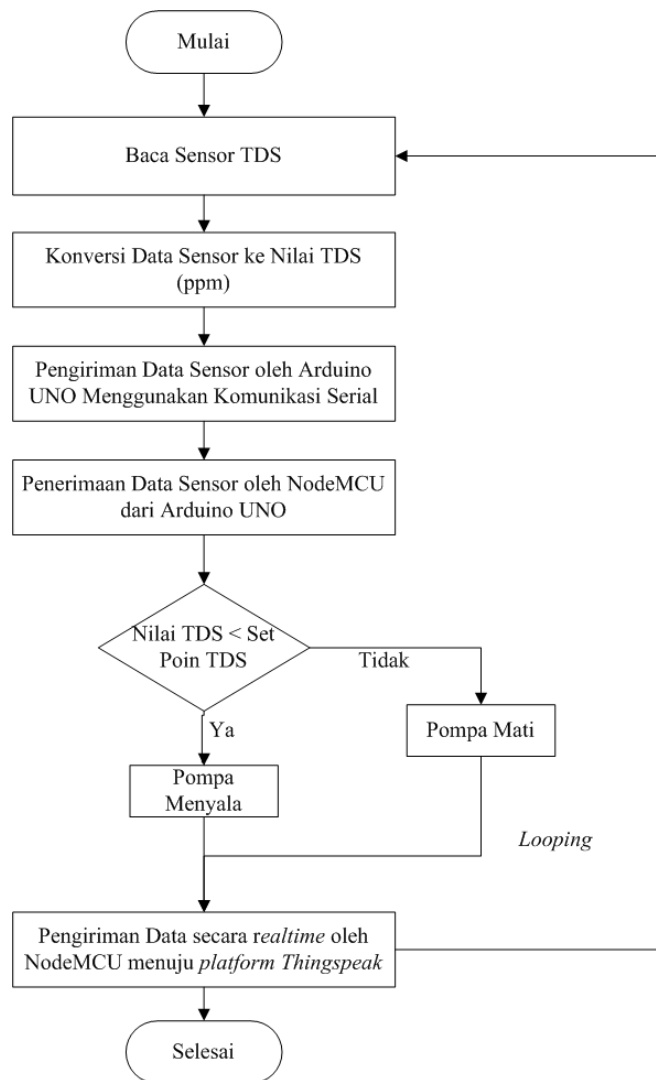 Mulai
Baca Sensor TDS
Konversi Data Sensor ke Nilai TDS
(ppm)
Pengiriman Data Sensor oleh Arduino
UNO Menggunakan Komunikasi Serial
Penerimaan Data Sensor oleh NodeMCU
dari Arduino UNO
Nilai TDS < Set
Poin TDS
Tidak
Ya
Pompa Mati
Pompa
Menyala
Looping
Pengiriman Data secara realtime oleh
NodeMCU menuju platform Thingspeak
Selesai